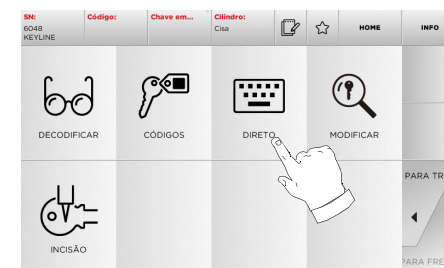 SN: Código: Chave em... Cilindro:
6048 Cisa HOME INFO
KEYLINE
DECODIFICAR CÓDIGOS DIRETO MODIFICAR
PARA TR
INCISÃO
PARA FRE